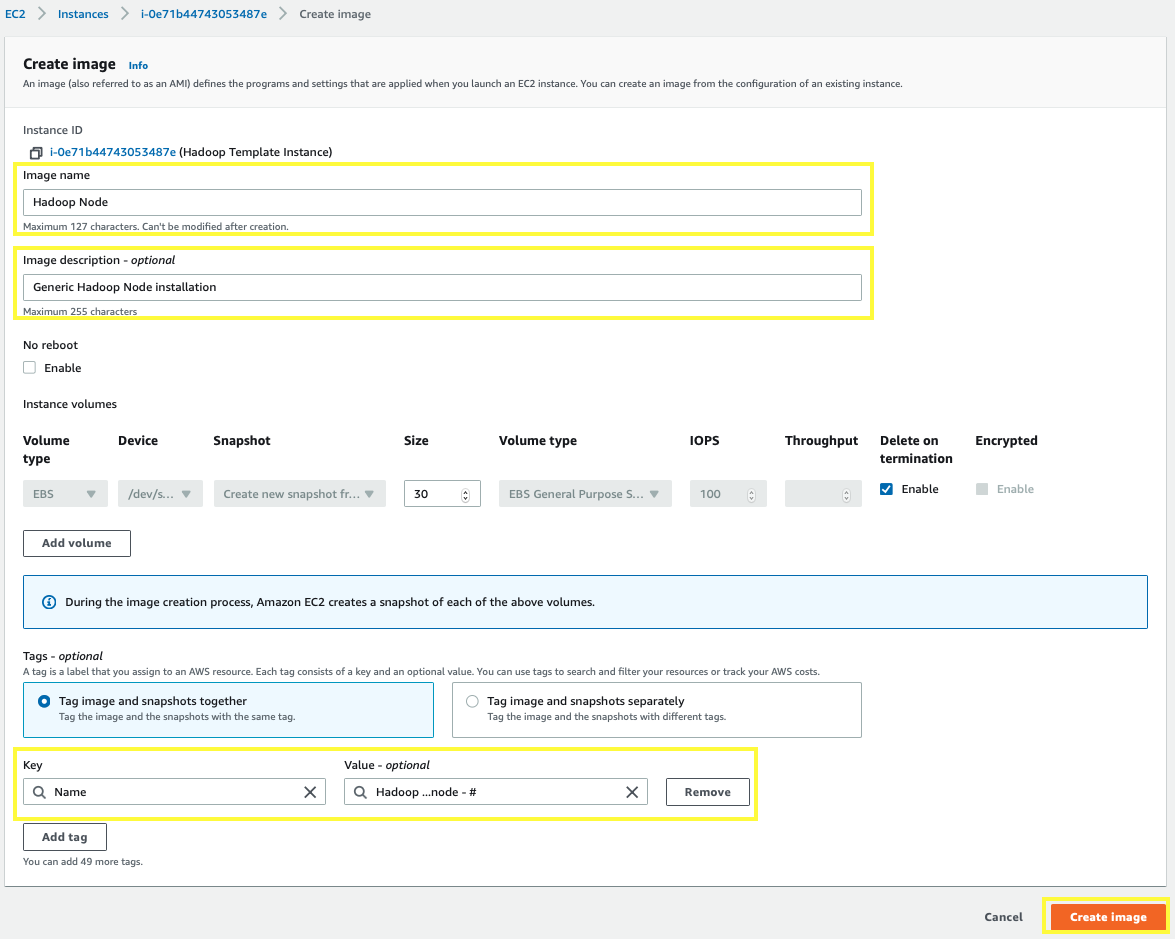 EC2 > Instances > i-0e71b44743053487e > Create image
Create image Info
An image (also referred to as an AMI) defines the programs and settings that are applied when you launch an EC2 instance. You can create an image from the configuration of an existing instance.
Instance ID
i-0e71b44743053487e (Hadoop Template Instance)
Image name
Hadoop Node
Maximum 127 characters. Can't be modified after creation.
Image description - optional
Generic Hadoop Node installation
Maximum 255 characters
No reboot
Enable
Instance volumes
Volume type Device Snapshot Size Volume type IOPS Throughput Delete on termination Encrypted
EBS /dev/s... Create new snapshot fr... 30 EBS General Purpose S... 100 Enable Enable
Add volume
During the image creation process, Amazon EC2 creates a snapshot of each of the above volumes.
Tags - optional
A tag is a label that you assign to an AWS resource. Each tag consists of a key and an optional value. You can use tags to search and filter your resources or track your AWS costs.
Tag image and snapshots together Tag image and snapshots separately
Tag the image and the snapshots with the same tag. Tag the image and the snapshots with different tags.
Key Value - optional
Name Hadoop ...node - # Remove
Add tag
You can add 49 more tags.
Cancel Create image